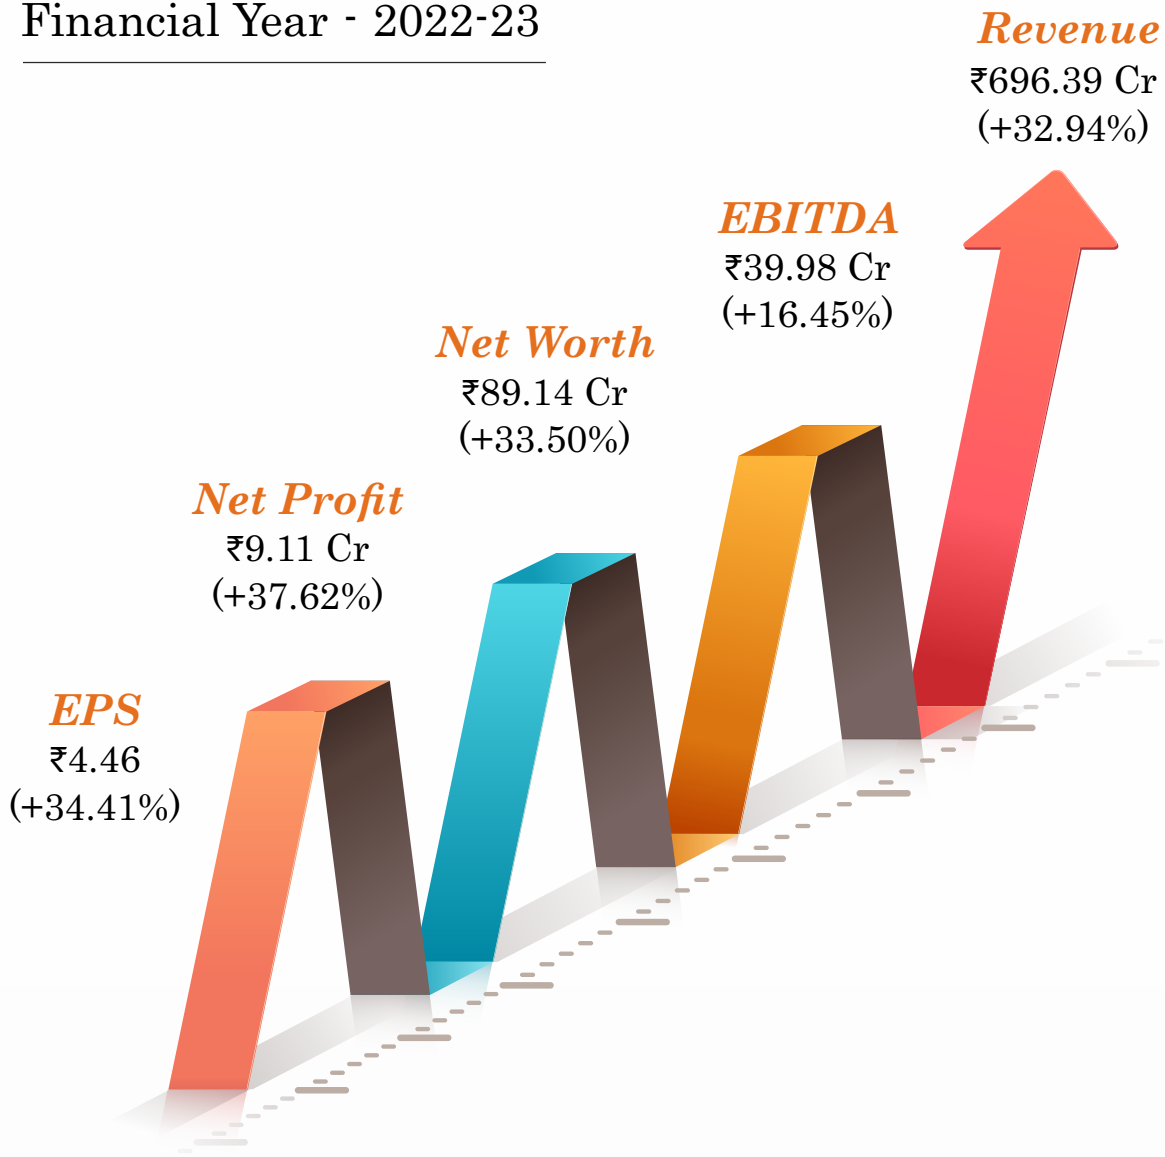 Financial Year - 2022-23
Revenue
₹696.39 Cr
(+32.94%)
EBITDA
₹39.98 Cr
(+16.45%)
Net Worth
₹89.14 Cr
(+33.50%)
Net Profit
₹9.11 Cr
(+37.62%)
EPS
₹4.46
(+34.41%)